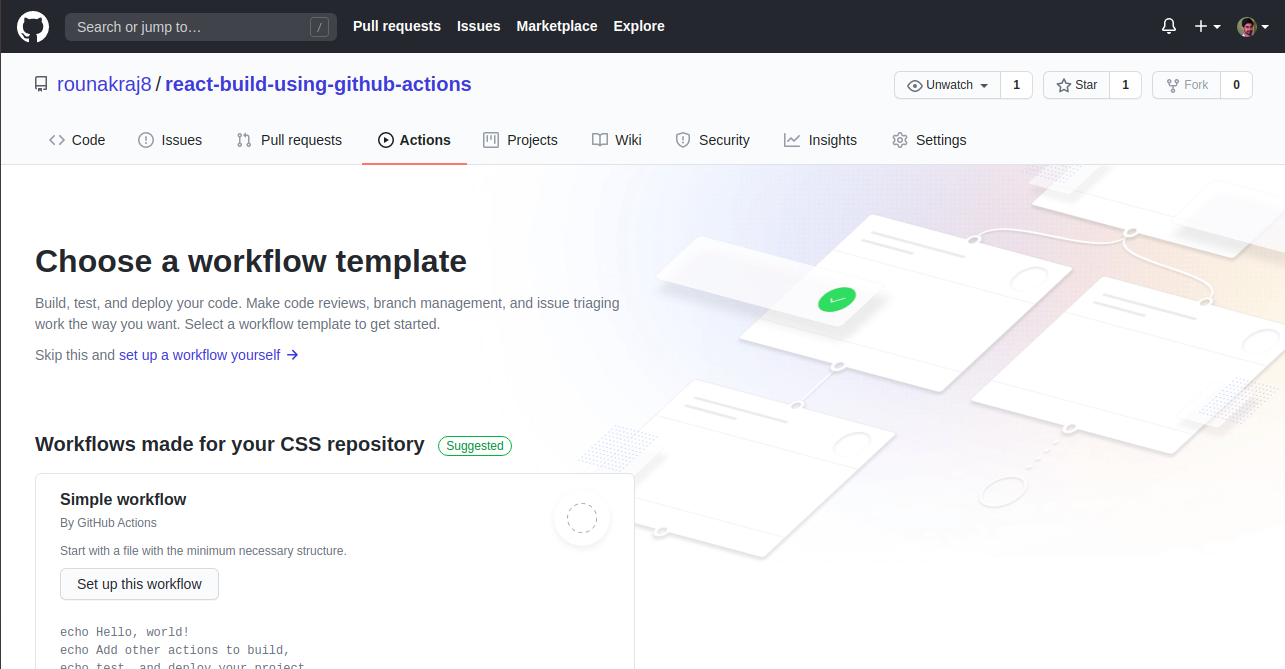 Search or jump to… /
Pull requests Issues Marketplace Explore
rounakraj8 / react-build-using-github-actions
Unwatch 1 Star 1 Fork 0
Code Issues Pull requests Actions Projects Wiki Security Insights Settings
Choose a workflow template
Build, test, and deploy your code. Make code reviews, branch management, and issue triaging
work the way you want. Select a workflow template to get started.
Skip this and set up a workflow yourself →
Workflows made for your CSS repository Suggested
Simple workflow
By GitHub Actions
Start with a file with the minimum necessary structure.
Set up this workflow
echo Hello, world!
echo Add other actions to build,
echo test, and deploy your project